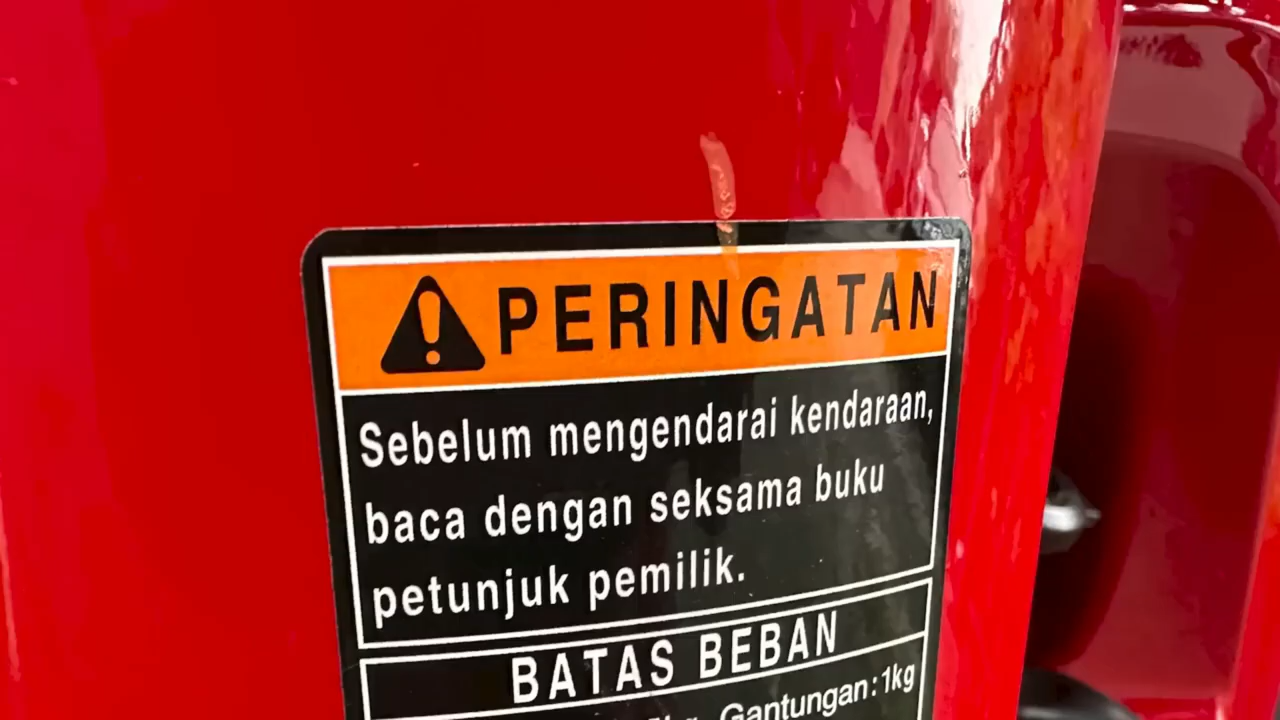 PERINGATAN
Sebelum mengendarai kendaraan,
baca dengan seksama buku
petunjuk pemilik.
BATAS BEBAN
Gantungan:1kg